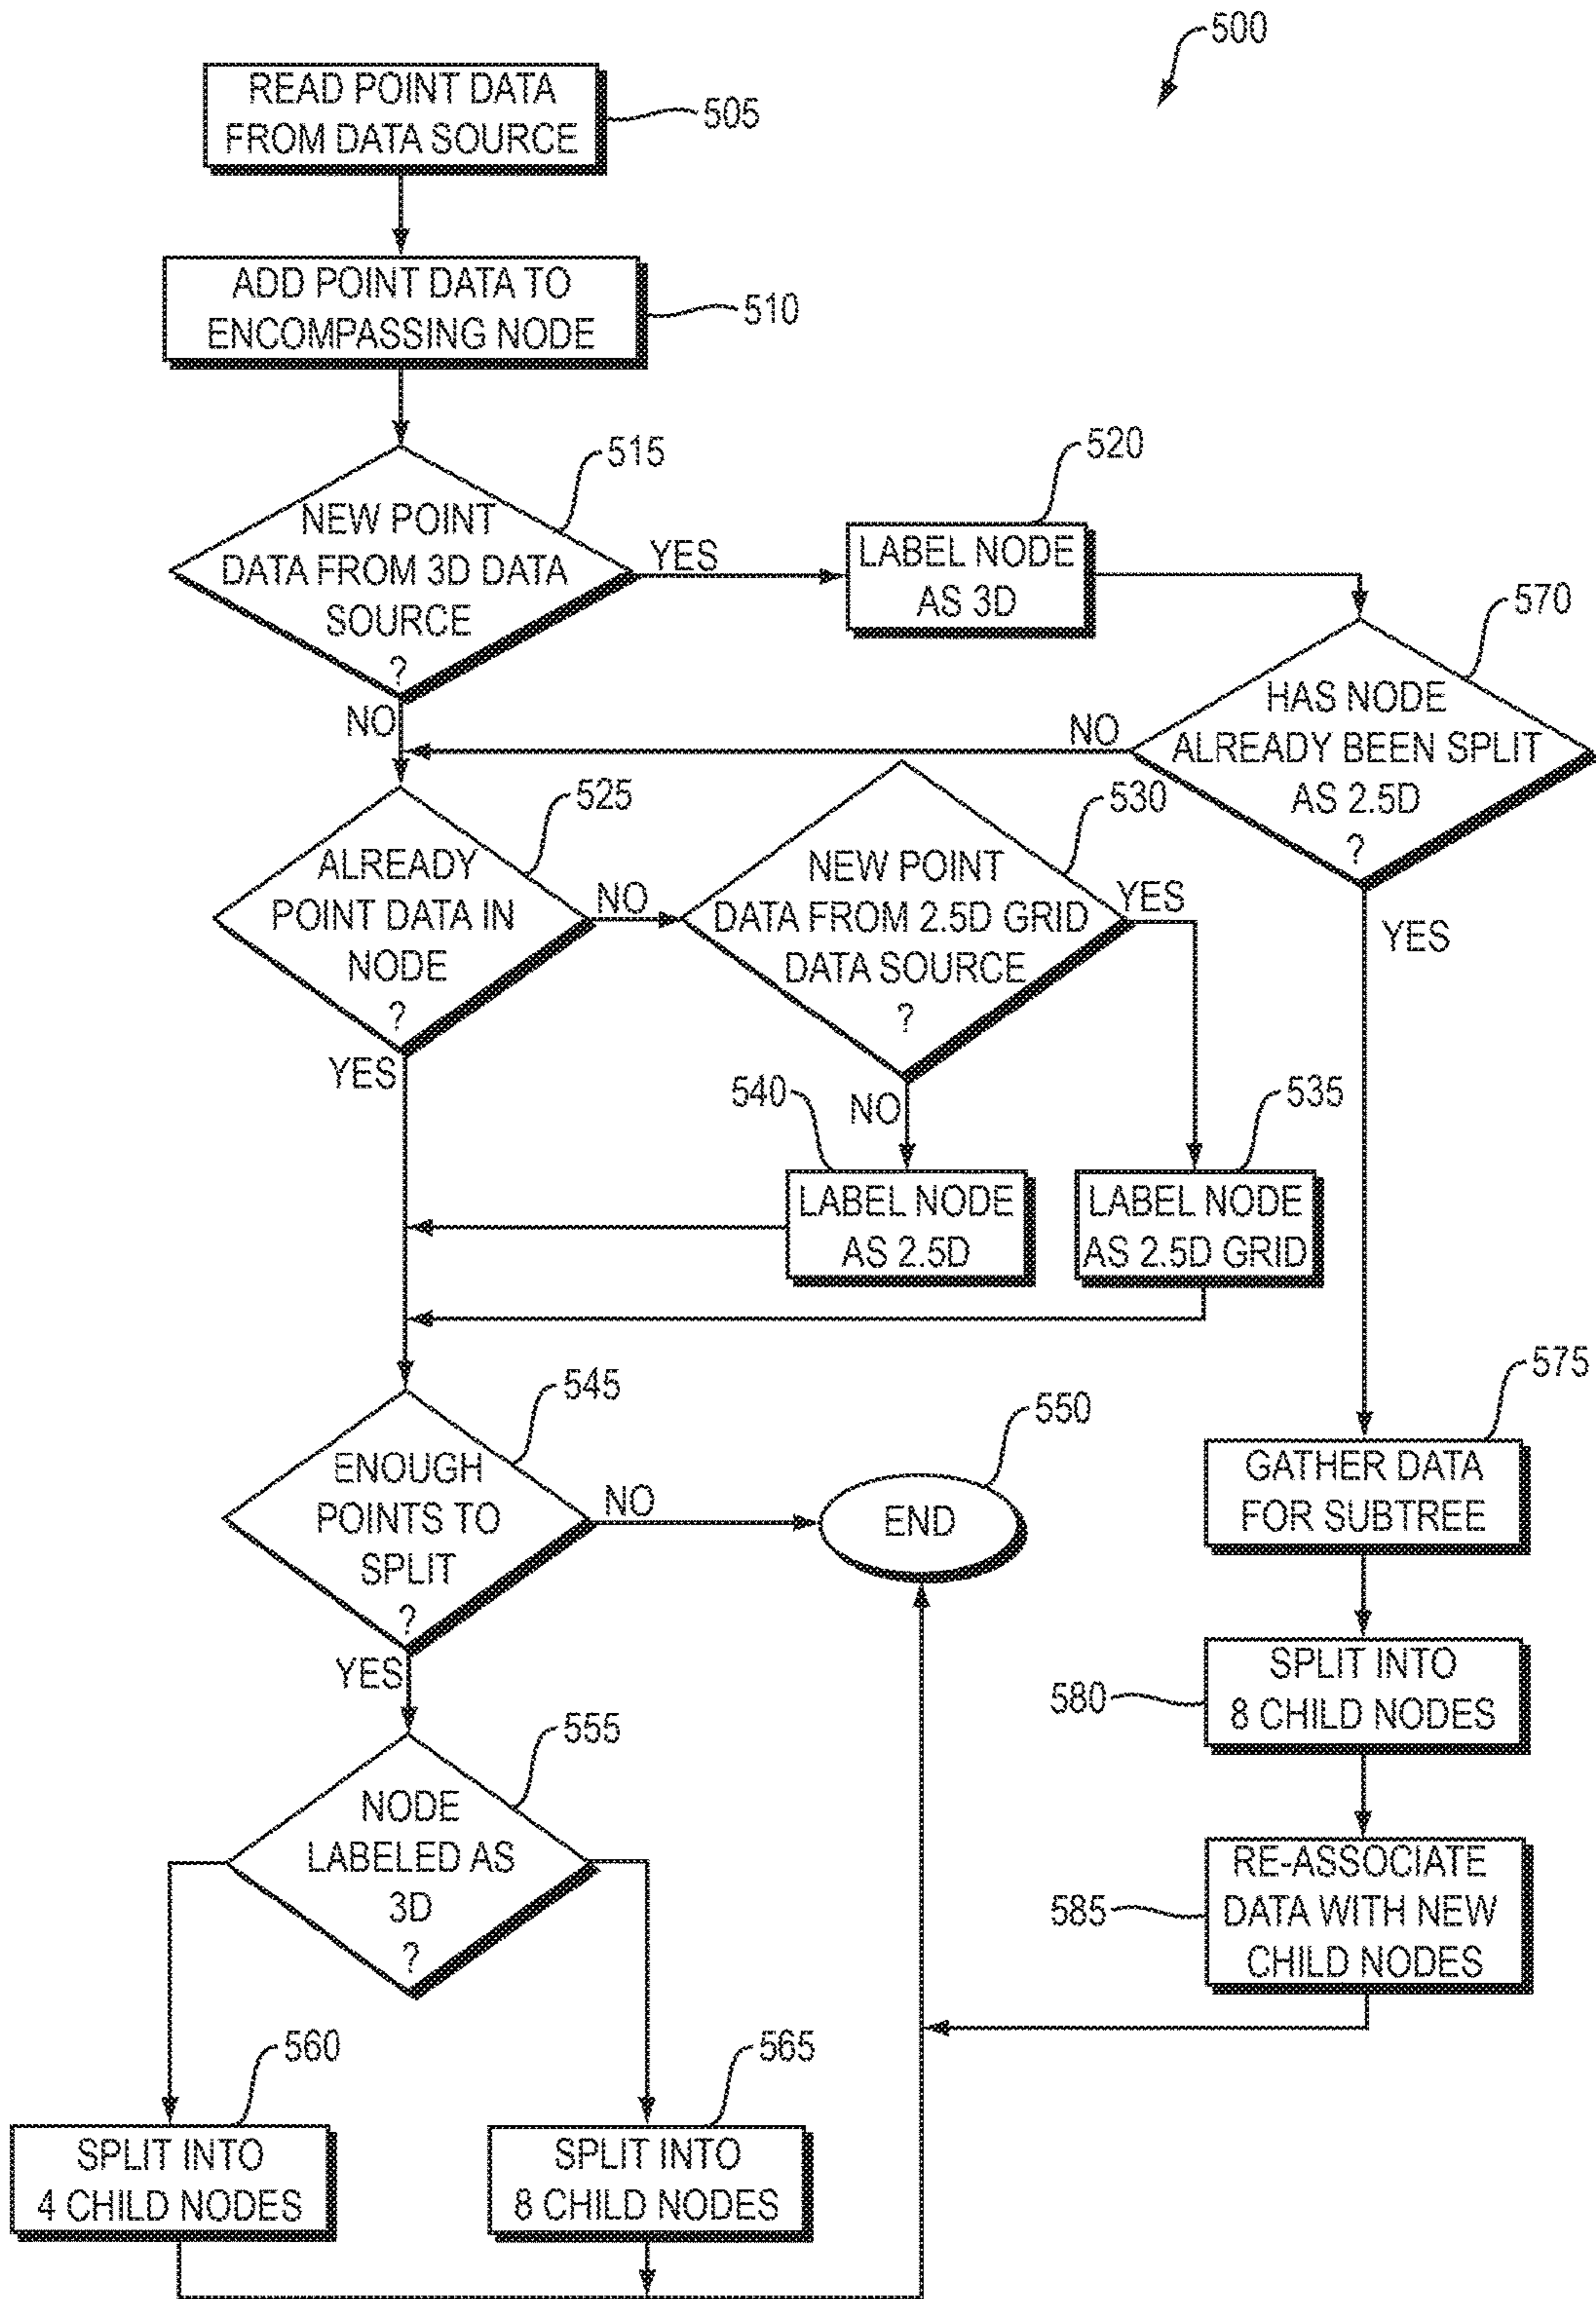 500
READ POINT DATA
FROM DATA SOURCE
505
ADD POINT DATA TO
ENCOMPASSING NODE
510
515
NEW POINT
DATA FROM 3D DATA
SOURCE
?
YES
NO
520
LABEL NODE
AS 3D
570
HAS NODE
ALREADY BEEN SPLIT
AS 2.5D
?
NO
YES
525
ALREADY
POINT DATA IN
NODE
?
NO
YES
530
NEW POINT
DATA FROM 2.5D GRID
DATA SOURCE
?
YES
NO
540
LABEL NODE
AS 2.5D
535
LABEL NODE
AS 2.5D GRID
545
ENOUGH
POINTS TO
SPLIT
?
NO
YES
550
END
575
GATHER DATA
FOR SUBTREE
580
SPLIT INTO
8 CHILD NODES
585
RE-ASSOCIATE
DATA WITH NEW
CHILD NODES
555
NODE
LABELED AS
3D
?
560
SPLIT INTO
4 CHILD NODES
565
SPLIT INTO
8 CHILD NODES